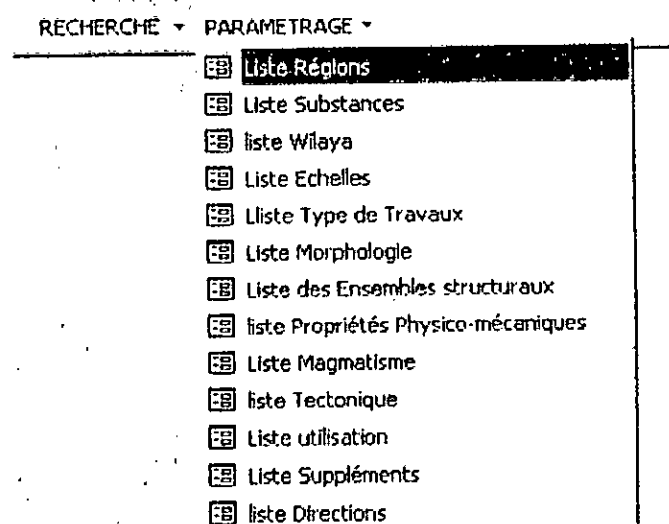 RECHERCHE PARAMETRAGE
Liste Régions
Liste Substances
liste Wilaya
Liste Echelles
Lliste Type de Travaux
Liste Morphologie
Liste des Ensembles structuraux
liste Propriétés Physico-mécaniques
Liste Magmatisme
liste Tectonique
Liste utilisation
Liste Suppléments
liste Directions